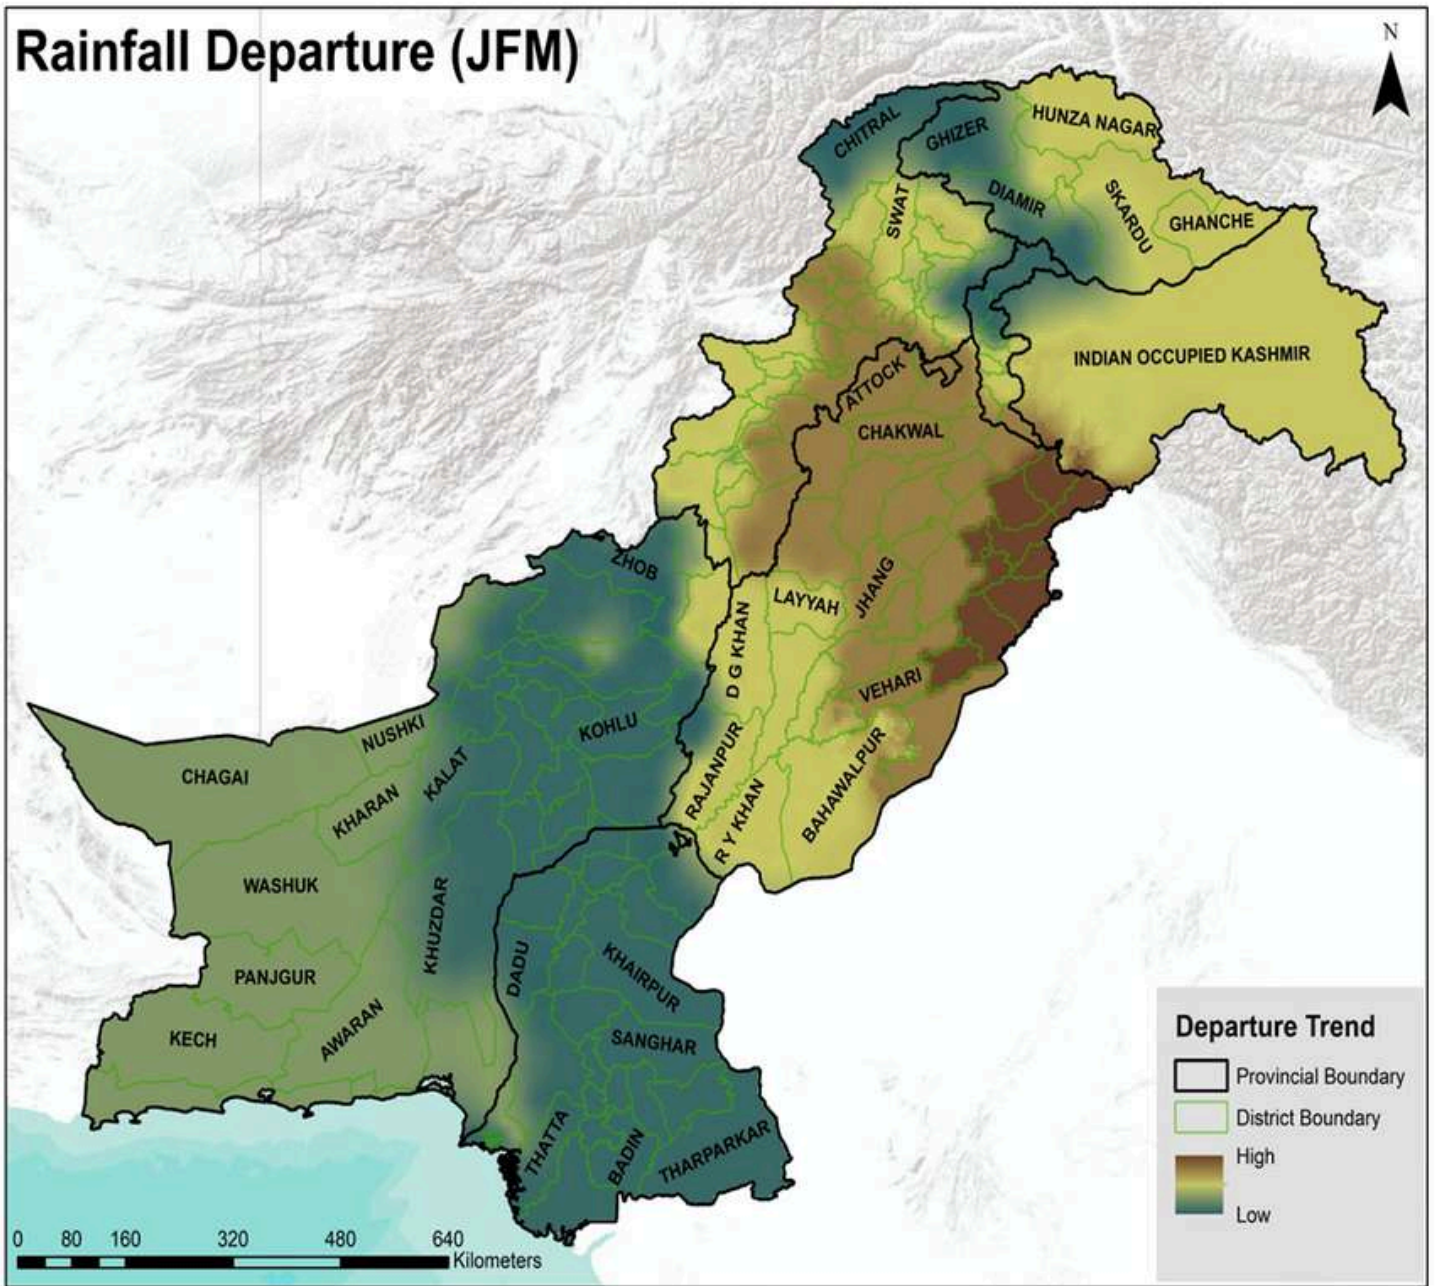 Rainfall Departure (JFM)
N
CHITRAL
GHIZER
HUNZA NAGAR
DIAMIR
SWAT
SKARDU
GHANCHE
INDIAN OCCUPIED KASHMIR
ATTOCK
CHAKWAL
ZHOB
LAYYAH
JHANG
D G KHAN
VEHARI
KOHLU
NUSHKI
CHAGAI
KALAT
RAJANPUR
BAHAWALPUR
KHARAN
R Y KHAN
WASHUK
KHUZDAR
PANJGUR
DADU
KHAIRPUR
AWARAN
KECH
SANGHAR
THATTA
BADIN
THARPARKAR
Departure Trend
Provincial Boundary
District Boundary
High
Low
0 80 160 320 480 640
Kilometers